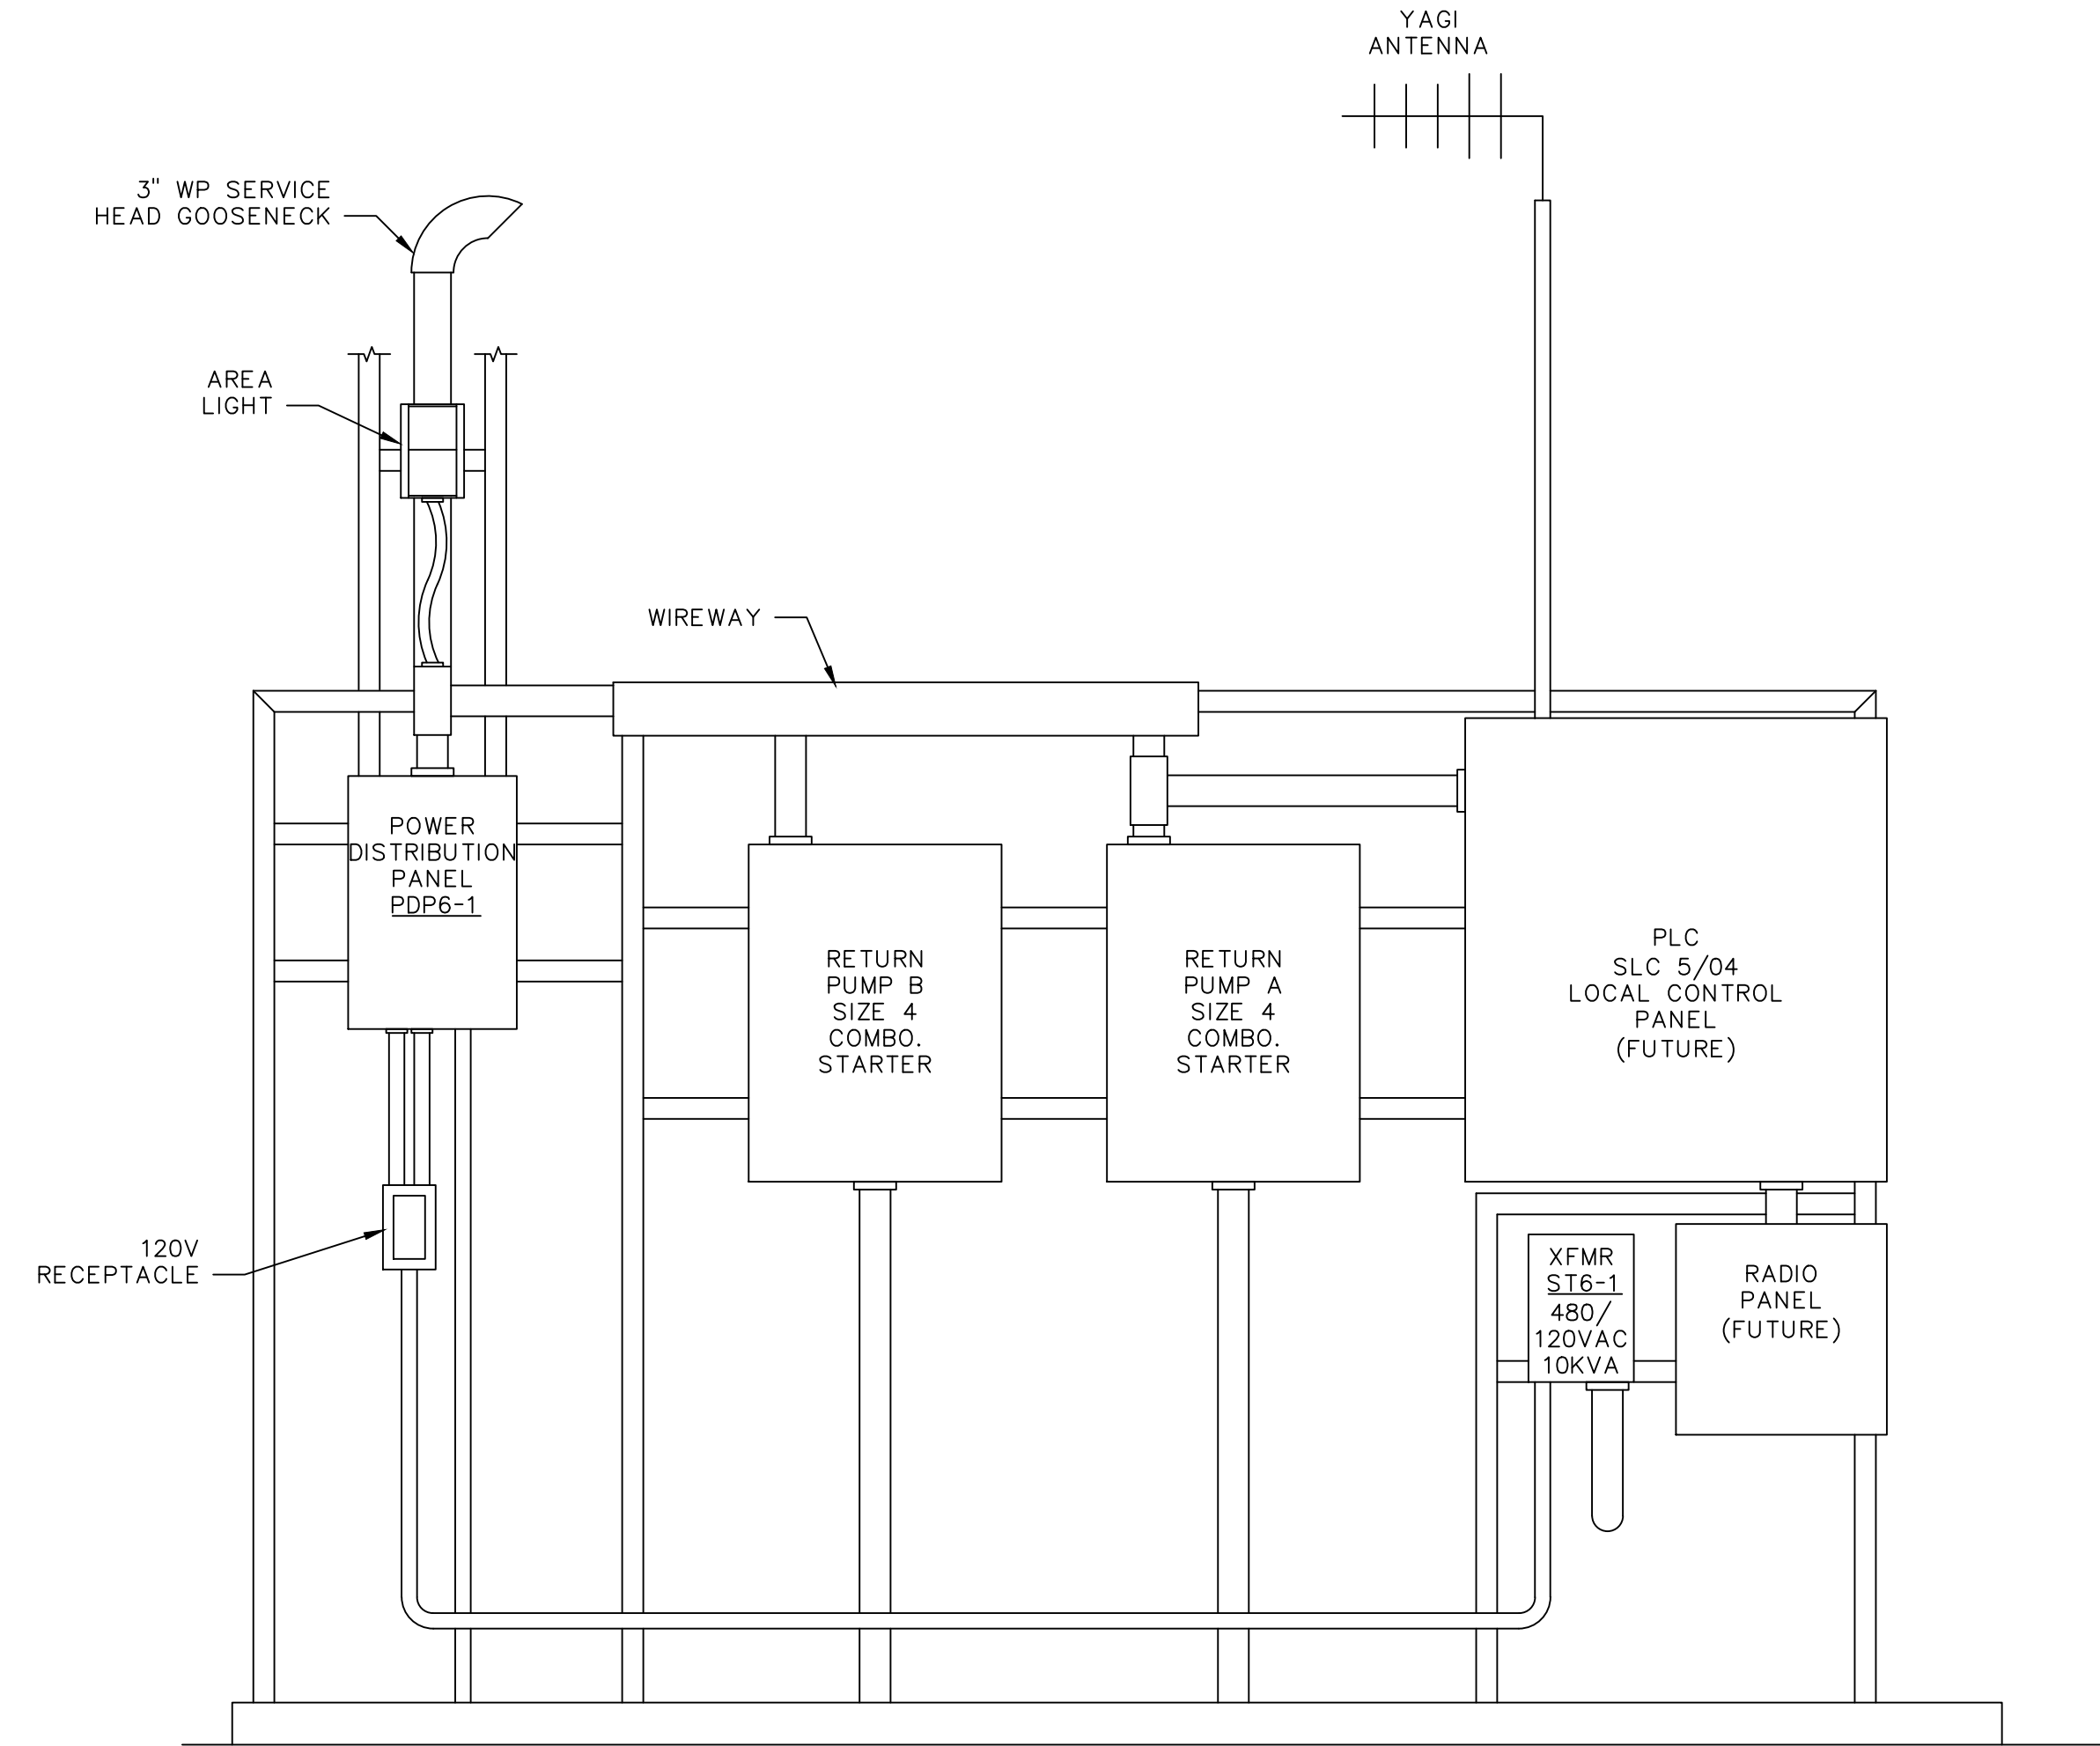 YAGI
ANTENNA
3" WP SERVICE
HEAD GOOSENECK
AREA
LIGHT
WIREWAY
POWER
DISTRIBUTION
PANEL
PDP6-1
RETURN
PUMP B
SIZE 4
COMBO.
STARTER
RETURN
PUMP A
SIZE 4
COMBO.
STARTER
PLC
SLC 5/04
LOCAL CONTROL
PANEL
(FUTURE)
120V
RECEPTACLE
XFMR
ST6-1
480/
120VAC
10KVA
RADIO
PANEL
(FUTURE)